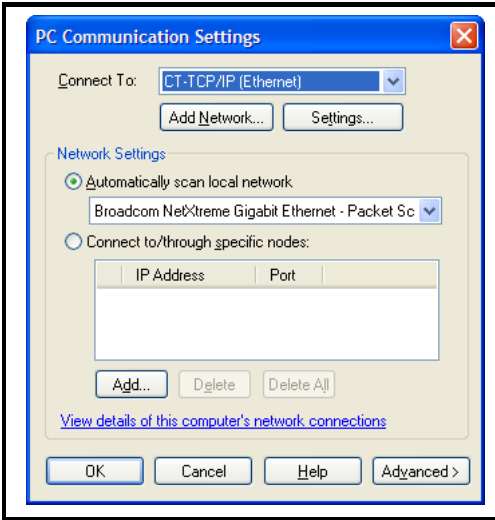 PC Communication Settings
Connect To: CT-TCP/IP (Ethernet)
Add Network... Settings...
Network Settings
Automatically scan local network
Broadcom NetXtreme Gigabit Ethernet - Packet Sc
Connect to/through specific nodes:
IP Address Port
Add... Delete Delete All
View details of this computer's network connections
OK Cancel Help Advanced >